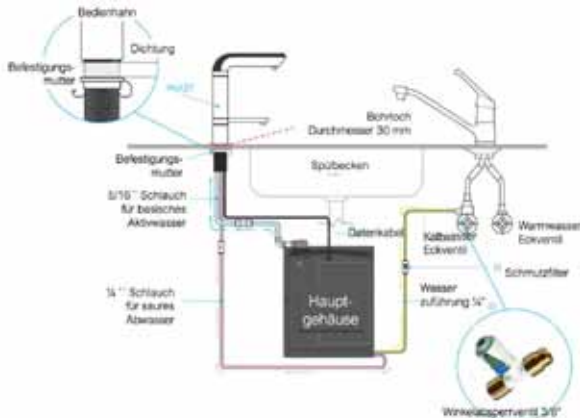 Bedienhahn
Dichtung
Befestigungs-
mutter
Bohrloch
Durchmesser 30 mm
Befestigungs-
mutter
Spülbecken
5/16`` Schlauch
für basisches
Aktivwasser
Datenkabel
Kaltwasser
Eckventil
Warmwasser
Eckventil
Schmutzfilter
¼`` Schlauch
für saures
Abwasser
Haupt-
gehäuse
Wasser
zuführung ¼"
Winkelabsperrventil 3/8"